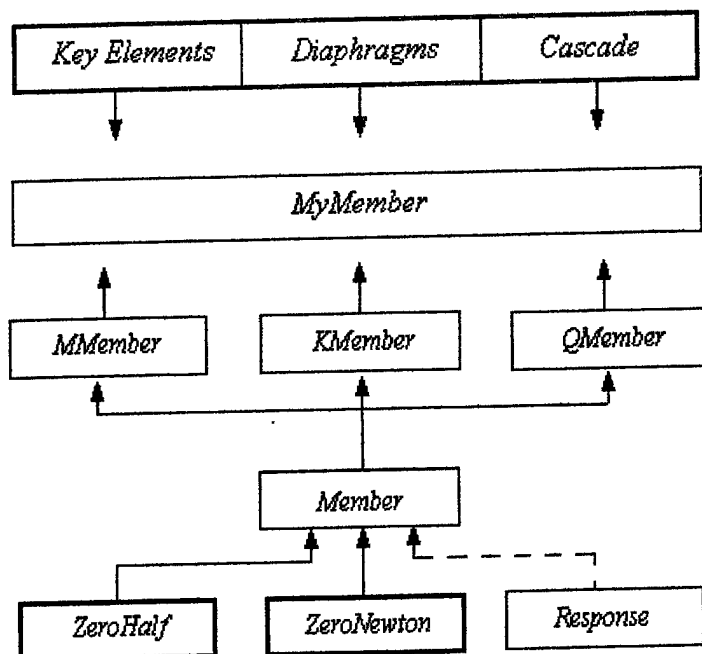 Key Elements Diaphragms Cascade
MyMember
MMember KMember QMember
Member
ZeroHalf ZeroNewton Response